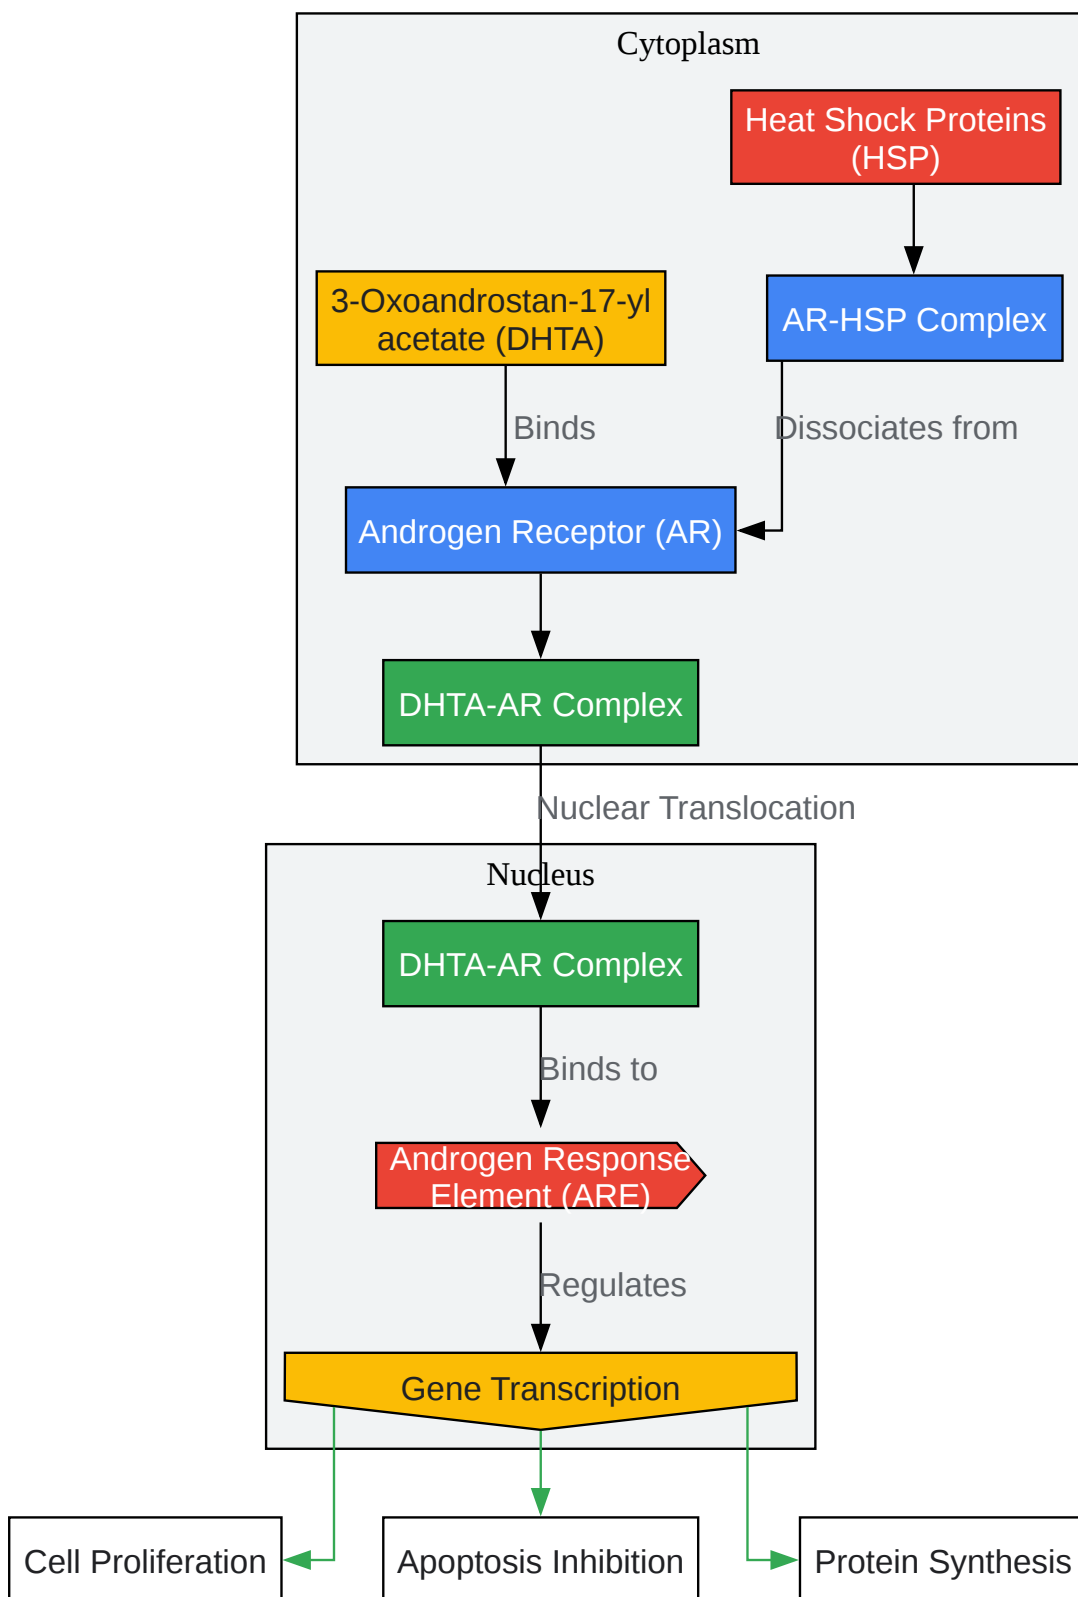 Cytoplasm
Heat Shock Proteins
(HSP)
3-Oxoandrostan-17-yl
acetate (DHTA)
AR-HSP Complex
Binds
Dissociates from
Androgen Receptor (AR)
DHTA-AR Complex
Nuclear Translocation
Nucleus
DHTA-AR Complex
Binds to
Androgen Response
Element (ARE)
Regulates
Gene Transcription
Cell Proliferation
Apoptosis Inhibition
Protein Synthesis